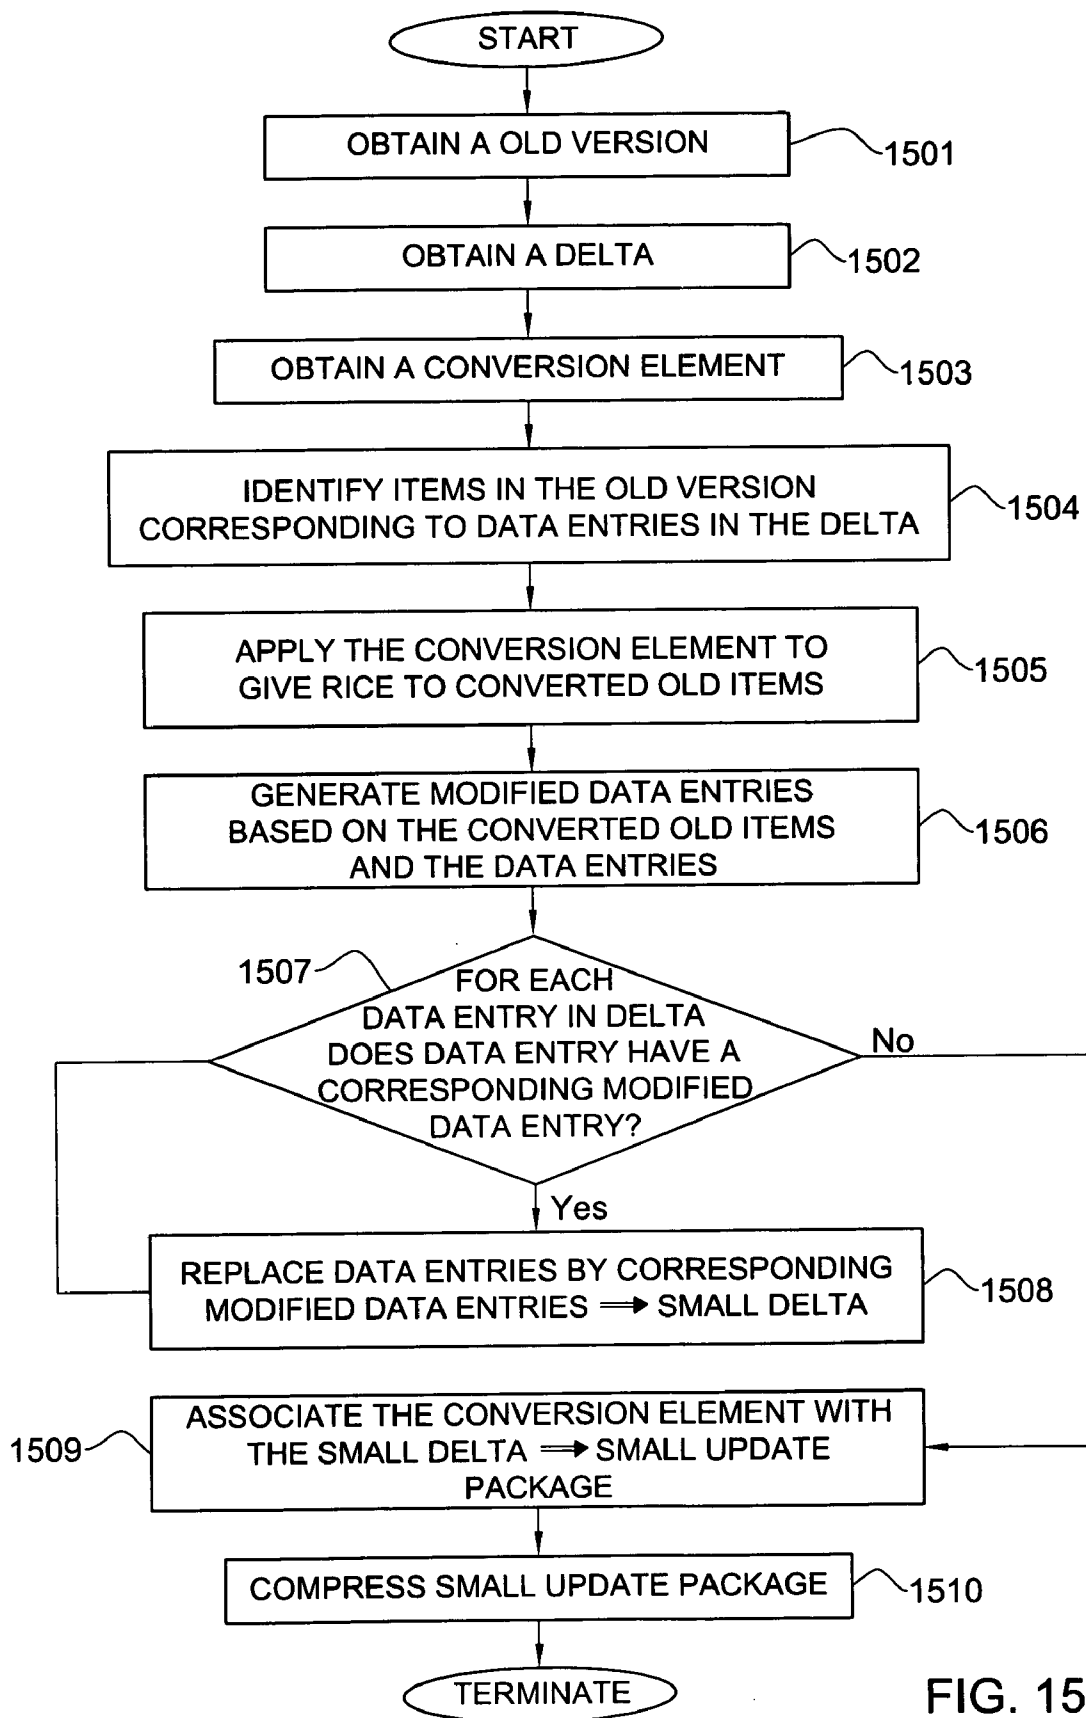 START
OBTAIN A OLD VERSION
1501
OBTAIN A DELTA
1502
OBTAIN A CONVERSION ELEMENT
1503
IDENTIFY ITEMS IN THE OLD VERSION
CORRESPONDING TO DATA ENTRIES IN THE DELTA
1504
APPLY THE CONVERSION ELEMENT TO
GIVE RICE TO CONVERTED OLD ITEMS
1505
GENERATE MODIFIED DATA ENTRIES
BASED ON THE CONVERTED OLD ITEMS
AND THE DATA ENTRIES
1506
1507
FOR EACH
DATA ENTRY IN DELTA
DOES DATA ENTRY HAVE A
CORRESPONDING MODIFIED
DATA ENTRY?
No
Yes
REPLACE DATA ENTRIES BY CORRESPONDING
MODIFIED DATA ENTRIES ⟹ SMALL DELTA
1508
ASSOCIATE THE CONVERSION ELEMENT WITH
THE SMALL DELTA ⟹ SMALL UPDATE
PACKAGE
1509
COMPRESS SMALL UPDATE PACKAGE
1510
TERMINATE
FIG. 15